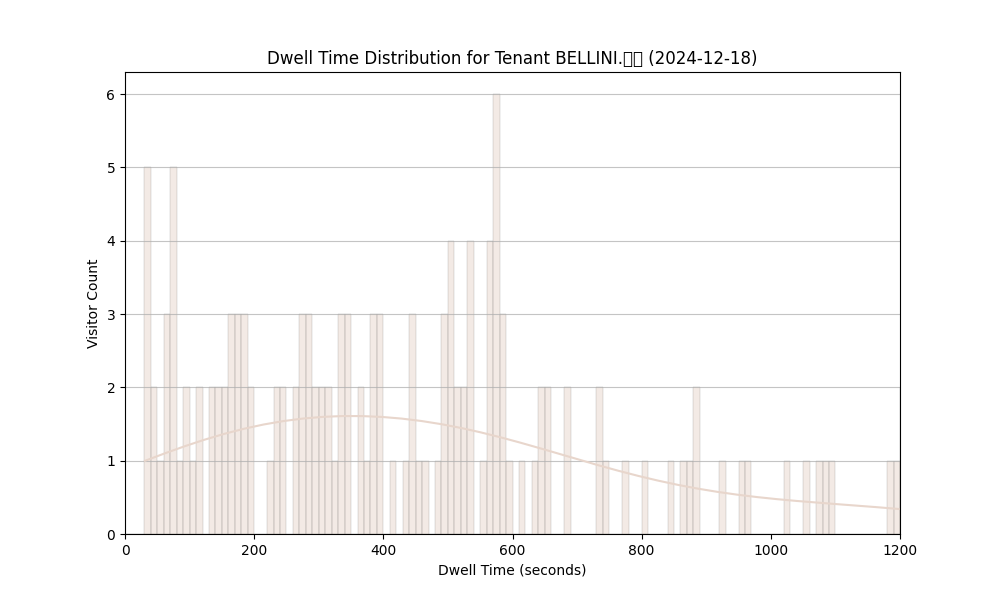 Dwell Time Distribution for Tenant BELLINI.▯▯ (2024-12-18)
6
5
4
3
2
1
0
Visitor Count
0 200 400 600 800 1000 1200
Dwell Time (seconds)